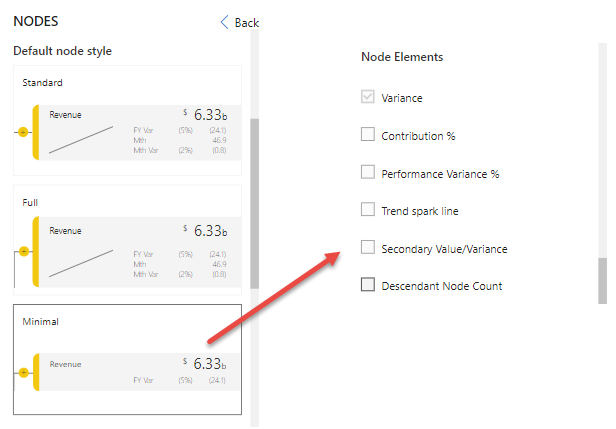 NODES
Back
Default node style
Standard
Revenue $ 6.33b
FY Var (5%) (24.1)
Mth 46.9
Mth Var (2%) (0.8)
Full
Revenue $ 6.33b
FY Var (5%) (24.1)
Mth 46.9
Mth Var (2%) (0.8)
Minimal
Revenue $ 6.33b
FY Var (5%) (24.1)
Node Elements
Variance
Contribution %
Performance Variance %
Trend spark line
Secondary Value/Variance
Descendant Node Count